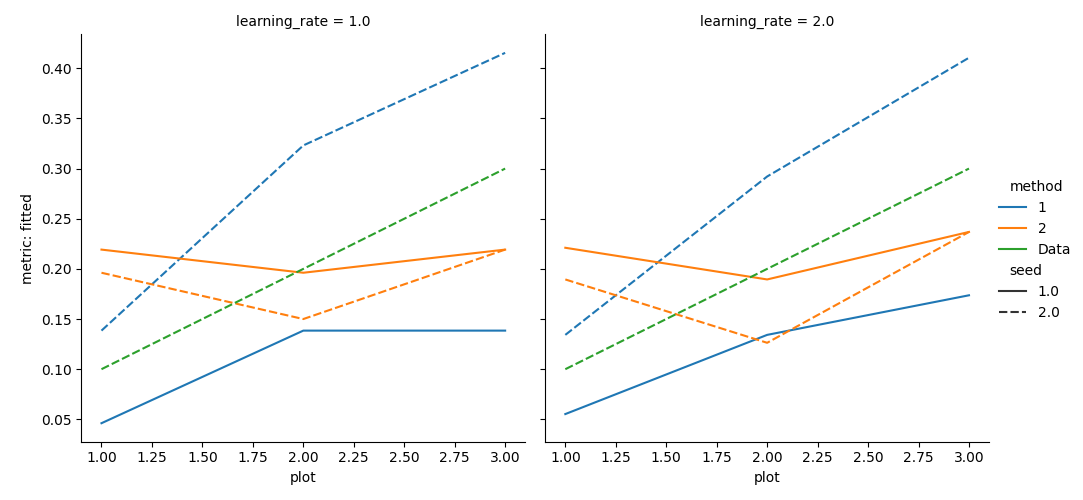 learning_rate = 1.0
learning_rate = 2.0
metric: fitted
0.40
0.35
0.30
0.25
0.20
0.15
0.10
0.05
1.00 1.25 1.50 1.75 2.00 2.25 2.50 2.75 3.00
plot
1.00 1.25 1.50 1.75 2.00 2.25 2.50 2.75 3.00
plot
method
1
2
Data
seed
1.0
2.0